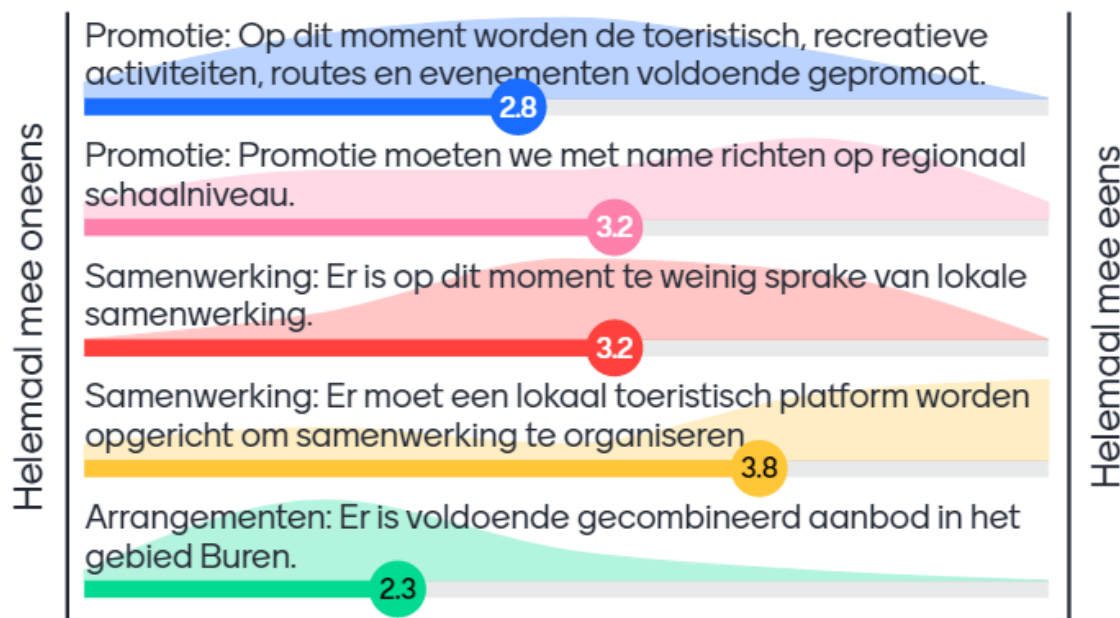 Helemaal mee oneens
Promotie: Op dit moment worden de toeristisch, recreatieve
activiteiten, routes en evenementen voldoende gepromoot.
2.8
Promotie: Promotie moeten we met name richten op regionaal
schaalniveau.
3.2
Samenwerking: Er is op dit moment te weinig sprake van lokale
samenwerking.
3.2
Samenwerking: Er moet een lokaal toeristisch platform worden
opgericht om samenwerking te organiseren
3.8
Arrangementen: Er is voldoende gecombineerd aanbod in het
gebied Buren.
2.3
Helemaal mee eens